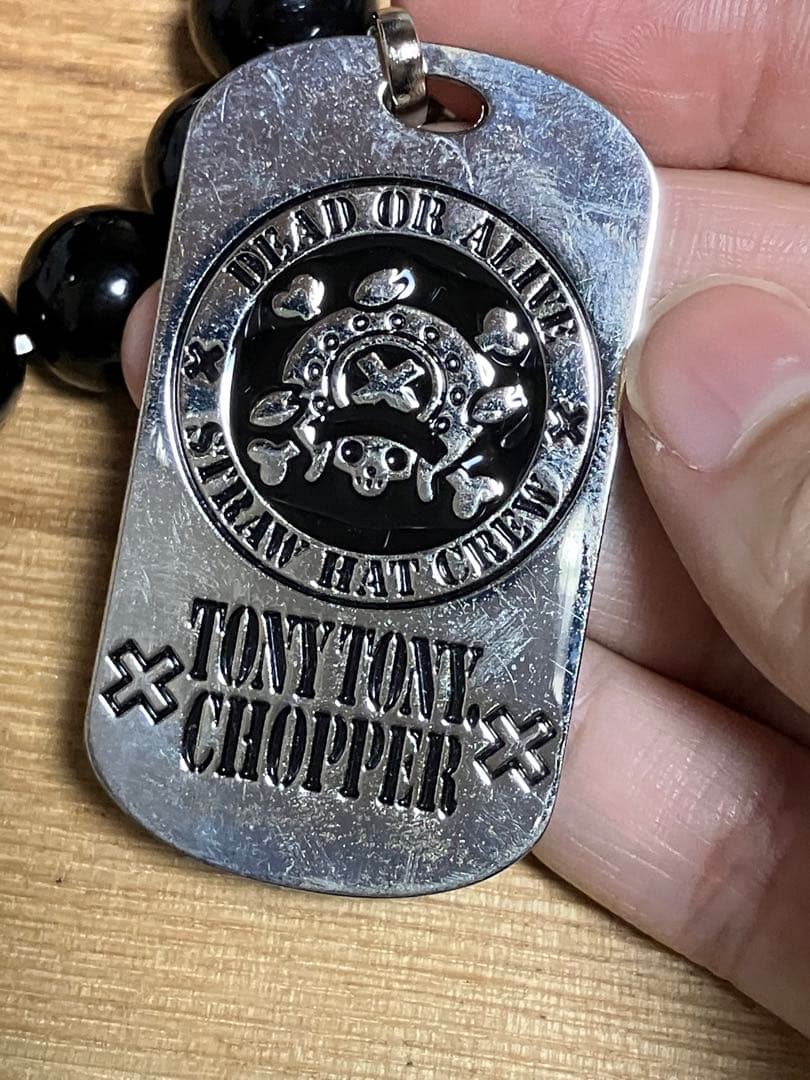 DEAD OR ALIVE
STRAW HAT CREW
TONY TONY.
CHOPPER